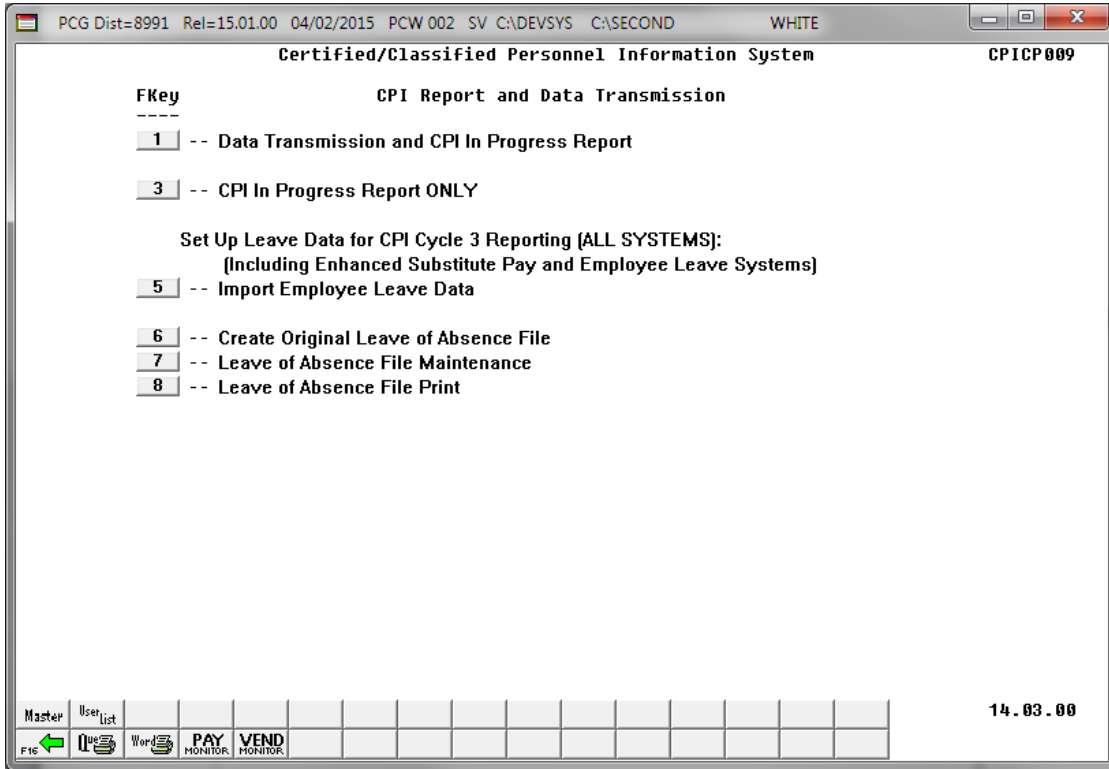 PCG Dist=8991 Rel=15.01.00 04/02/2015 PCW 002 SV C:\DEVSYS C:\SECOND WHITE
Certified/Classified Personnel Information System CPICP009
FKey CPI Report and Data Transmission
----
1 -- Data Transmission and CPI In Progress Report
3 -- CPI In Progress Report ONLY
Set Up Leave Data for CPI Cycle 3 Reporting (ALL SYSTEMS):
(Including Enhanced Substitute Pay and Employee Leave Systems)
5 -- Import Employee Leave Data
6 -- Create Original Leave of Absence File
7 -- Leave of Absence File Maintenance
8 -- Leave of Absence File Print
Master User List 14.03.00
F16 Que Word PAY MONITOR VEND MONITOR